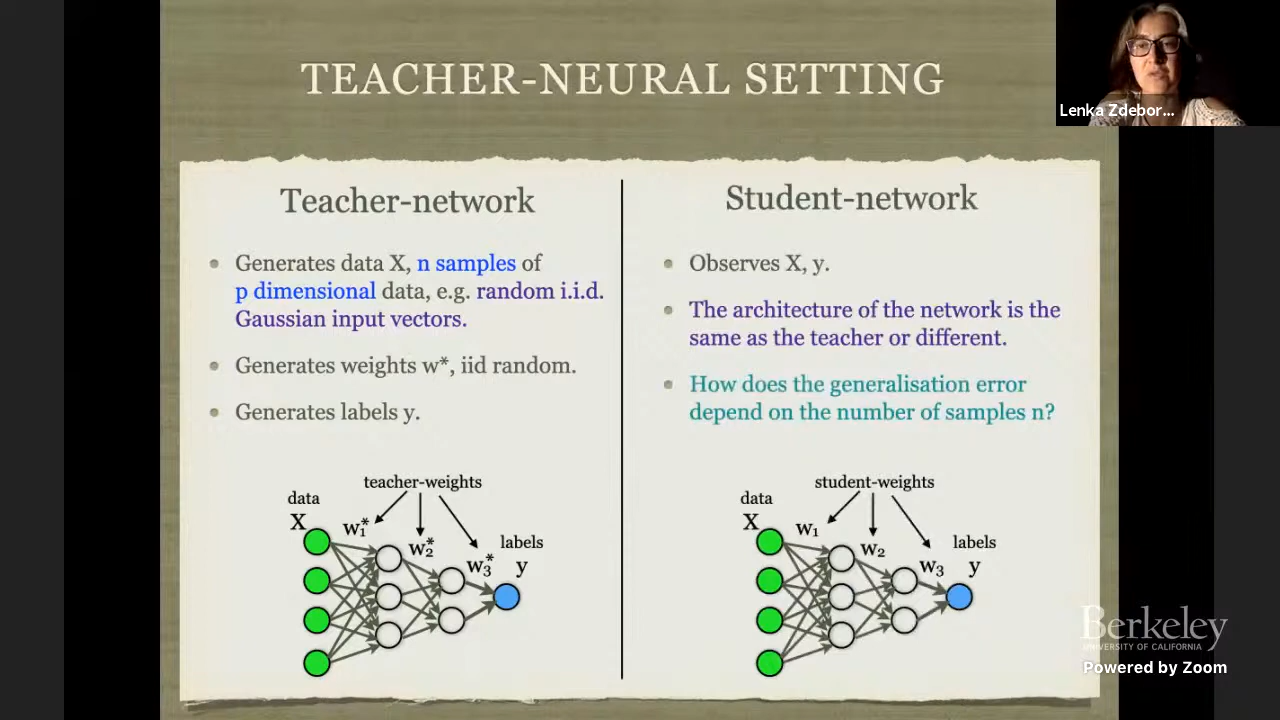 TEACHER-NEURAL SETTING
Lenka Zdebor...
Teacher-network
Generates data X, n samples of
p dimensional data, e.g. random i.i.d.
Gaussian input vectors.
Generates weights w*, iid random.
Generates labels y.
teacher-weights
data
X
w₁*
w₂*
w₃*
labels
y
Student-network
Observes X, y.
The architecture of the network is the
same as the teacher or different.
How does the generalisation error
depend on the number of samples n?
student-weights
data
X
w₁
w₂
w₃
labels
y
Berkeley
UNIVERSITY OF CALIFORNIA
Powered by Zoom